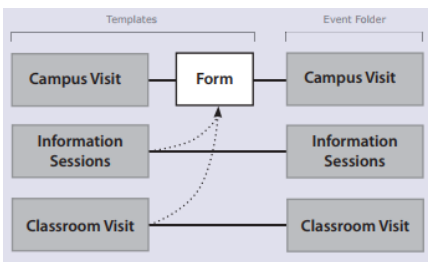 Templates
Event Folder
Campus Visit
Form
Campus Visit
Information
Sessions
Information
Sessions
Classroom Visit
Classroom Visit